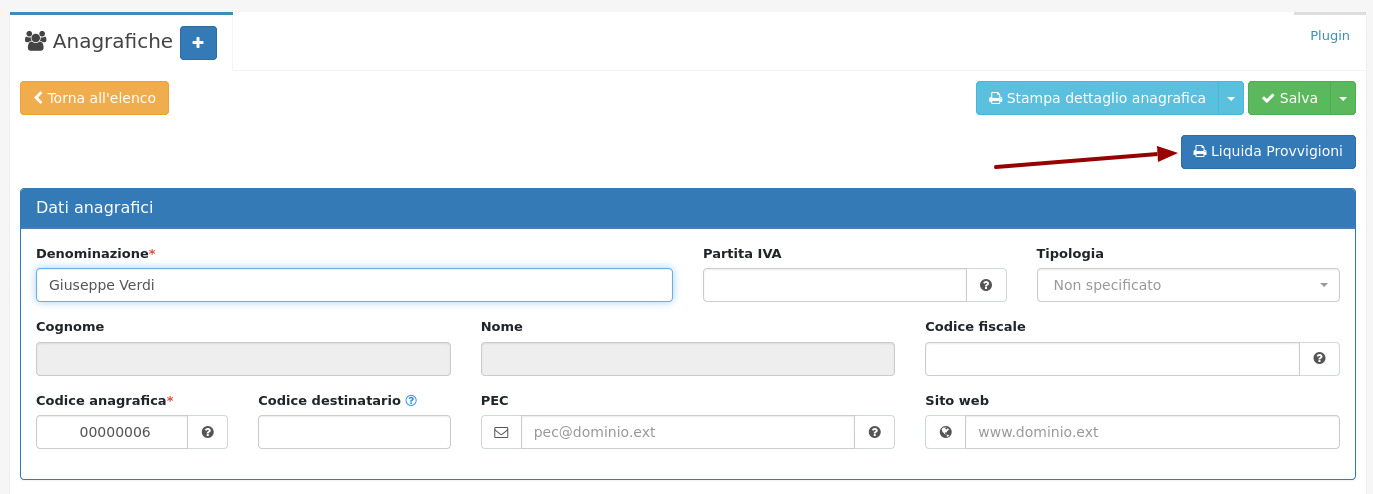 Anagrafiche
Plugin
Torna all'elenco
Stampa dettaglio anagrafica
Salva
Liquida Provvigioni
Dati anagrafici
Denominazione*
Partita IVA
Tipologia
Giuseppe Verdi
Non specificato
Cognome
Nome
Codice fiscale
Codice anagrafica*
Codice destinatario
PEC
Sito web
00000006
pec@dominio.ext
www.dominio.ext